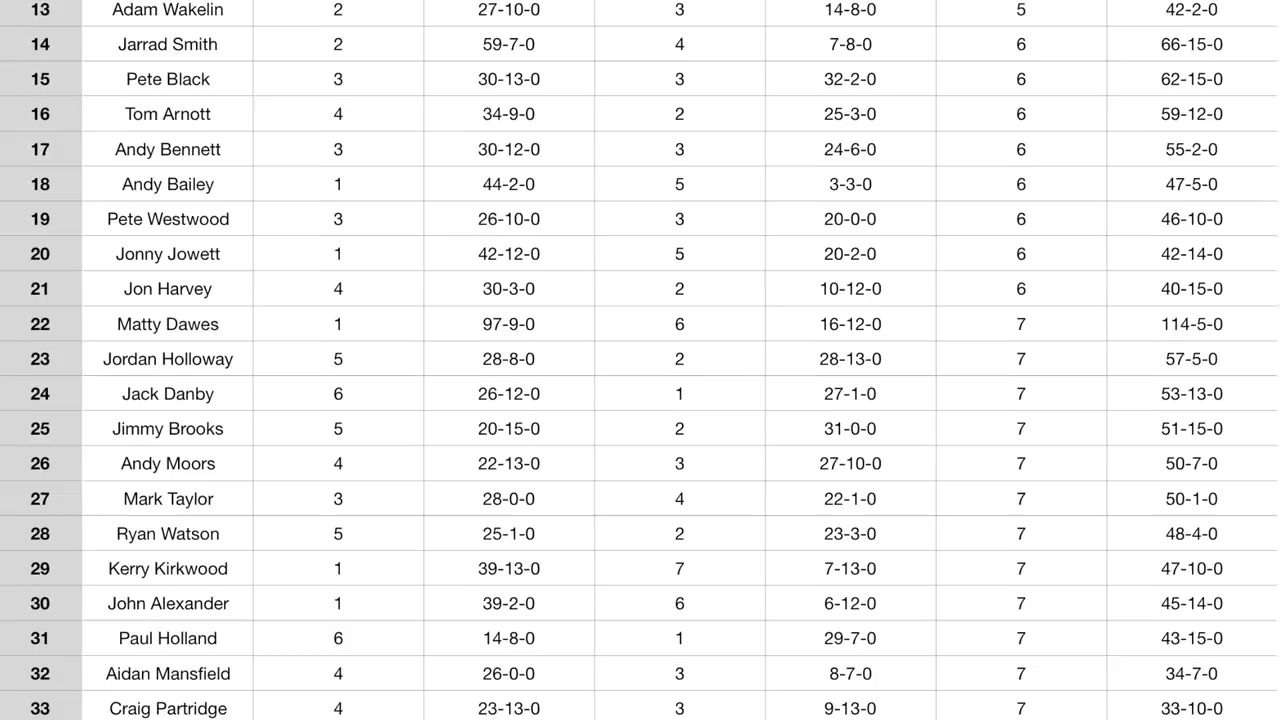 13 Adam Wakelin 2 27-10-0 3 14-8-0 5 42-2-0
14 Jarrad Smith 2 59-7-0 4 7-8-0 6 66-15-0
15 Pete Black 3 30-13-0 3 32-2-0 6 62-15-0
16 Tom Arnott 4 34-9-0 2 25-3-0 6 59-12-0
17 Andy Bennett 3 30-12-0 3 24-6-0 6 55-2-0
18 Andy Bailey 1 44-2-0 5 3-3-0 6 47-5-0
19 Pete Westwood 3 26-10-0 3 20-0-0 6 46-10-0
20 Jonny Jowett 1 42-12-0 5 20-2-0 6 42-14-0
21 Jon Harvey 4 30-3-0 2 10-12-0 6 40-15-0
22 Matty Dawes 1 97-9-0 6 16-12-0 7 114-5-0
23 Jordan Holloway 5 28-8-0 2 28-13-0 7 57-5-0
24 Jack Danby 6 26-12-0 1 27-1-0 7 53-13-0
25 Jimmy Brooks 5 20-15-0 2 31-0-0 7 51-15-0
26 Andy Moors 4 22-13-0 3 27-10-0 7 50-7-0
27 Mark Taylor 3 28-0-0 4 22-1-0 7 50-1-0
28 Ryan Watson 5 25-1-0 2 23-3-0 7 48-4-0
29 Kerry Kirkwood 1 39-13-0 7 7-13-0 7 47-10-0
30 John Alexander 1 39-2-0 6 6-12-0 7 45-14-0
31 Paul Holland 6 14-8-0 1 29-7-0 7 43-15-0
32 Aidan Mansfield 4 26-0-0 3 8-7-0 7 34-7-0
33 Craig Partridge 4 23-13-0 3 9-13-0 7 33-10-0